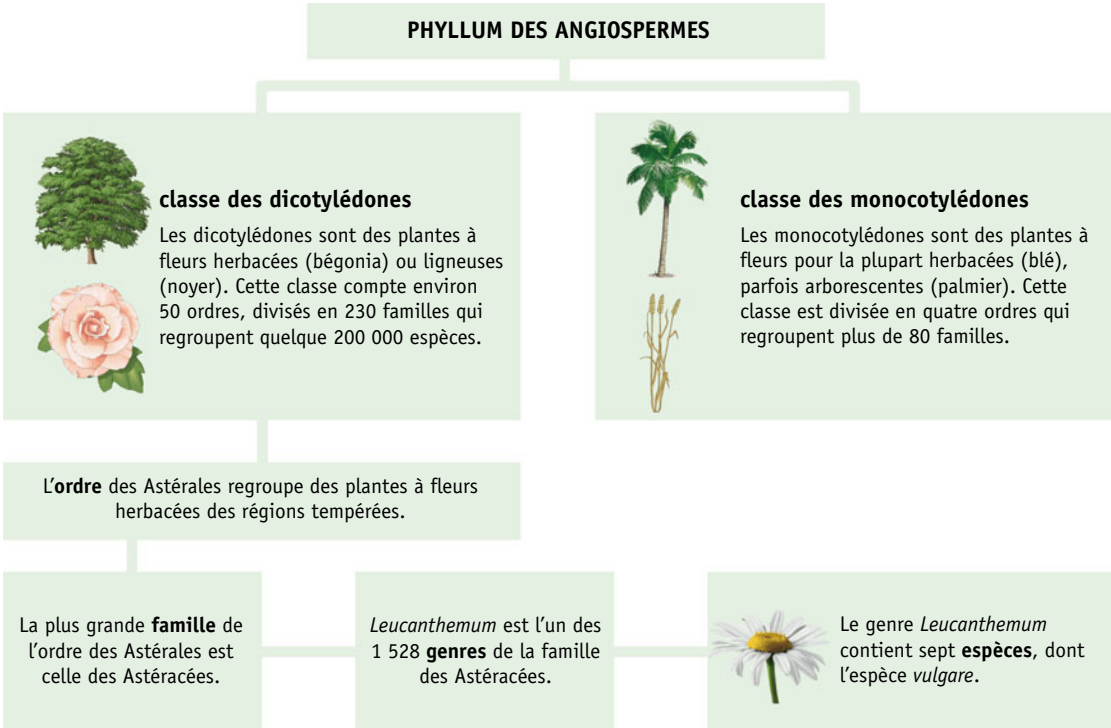 PHYLLUM DES ANGIOSPERMES
classe des dicotylédones
Les dicotylédones sont des plantes à
fleurs herbacées (bégonia) ou ligneuses
(noyer). Cette classe compte environ
50 ordres, divisés en 230 familles qui
regroupent quelque 200 000 espèces.
classe des monocotylédones
Les monocotylédones sont des plantes à
fleurs pour la plupart herbacées (blé),
parfois arborescentes (palmier). Cette
classe est divisée en quatre ordres qui
regroupent plus de 80 familles.
L'ordre des Astérales regroupe des plantes à fleurs
herbacées des régions tempérées.
La plus grande famille de
l'ordre des Astérales est
celle des Astéracées.
Leucanthemum est l'un des
1 528 genres de la famille
des Astéracées.
Le genre Leucanthemum
contient sept espèces, dont
l'espèce vulgare.